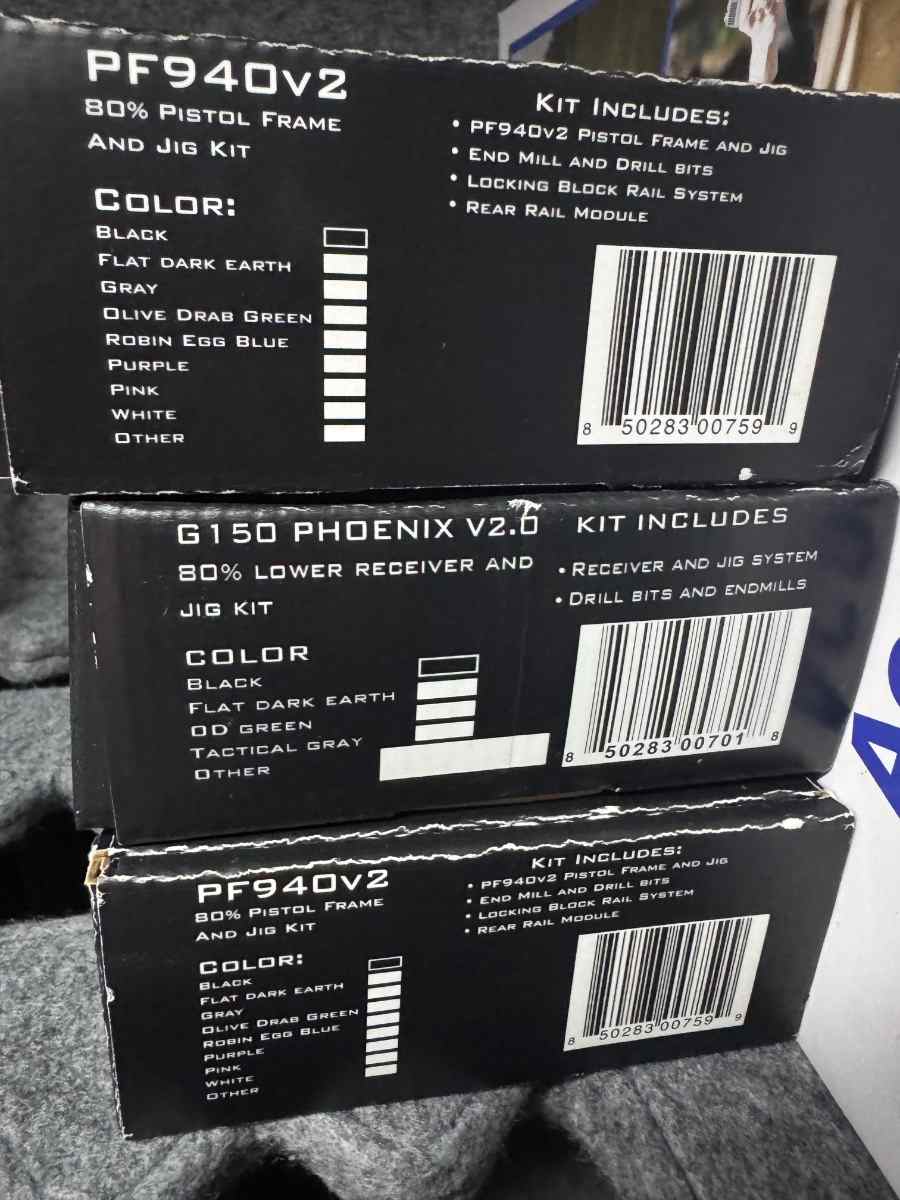 PF940v2
80% Pistol Frame
And Jig Kit
Color:
Black
Flat Dark Earth
Gray
Olive Drab Green
Robin Egg Blue
Purple
Pink
White
Other
Kit Includes:
• PF940v2 Pistol Frame and Jig
• End Mill and Drill bits
• Locking Block Rail System
• Rear Rail Module
8 50283 00759 9
G150 PHOENIX V2.0
80% LOWER RECEIVER AND
JIG KIT
COLOR
BLACK
FLAT DARK EARTH
OD GREEN
TACTICAL GRAY
OTHER
KIT INCLUDES
• RECEIVER AND JIG SYSTEM
• DRILL BITS AND ENDMILLS
8 50283 00701 8
PF940v2
80% Pistol Frame
And Jig Kit
Color:
Black
Flat Dark Earth
Gray
Olive Drab Green
Robin Egg Blue
Purple
Pink
White
Other
Kit Includes:
• PF940v2 Pistol Frame and Jig
• End Mill and Drill bits
• Locking Block Rail System
• Rear Rail Module
8 50283 00759 9